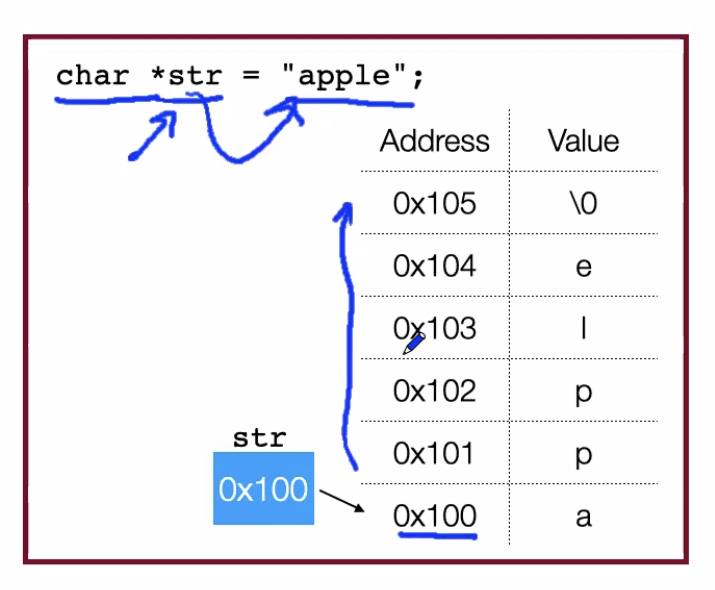 char *str = "apple";
Address Value
0x105 \0
0x104 e
0x103 l
0x102 p
str
0x101 p
0x100
0x100 a